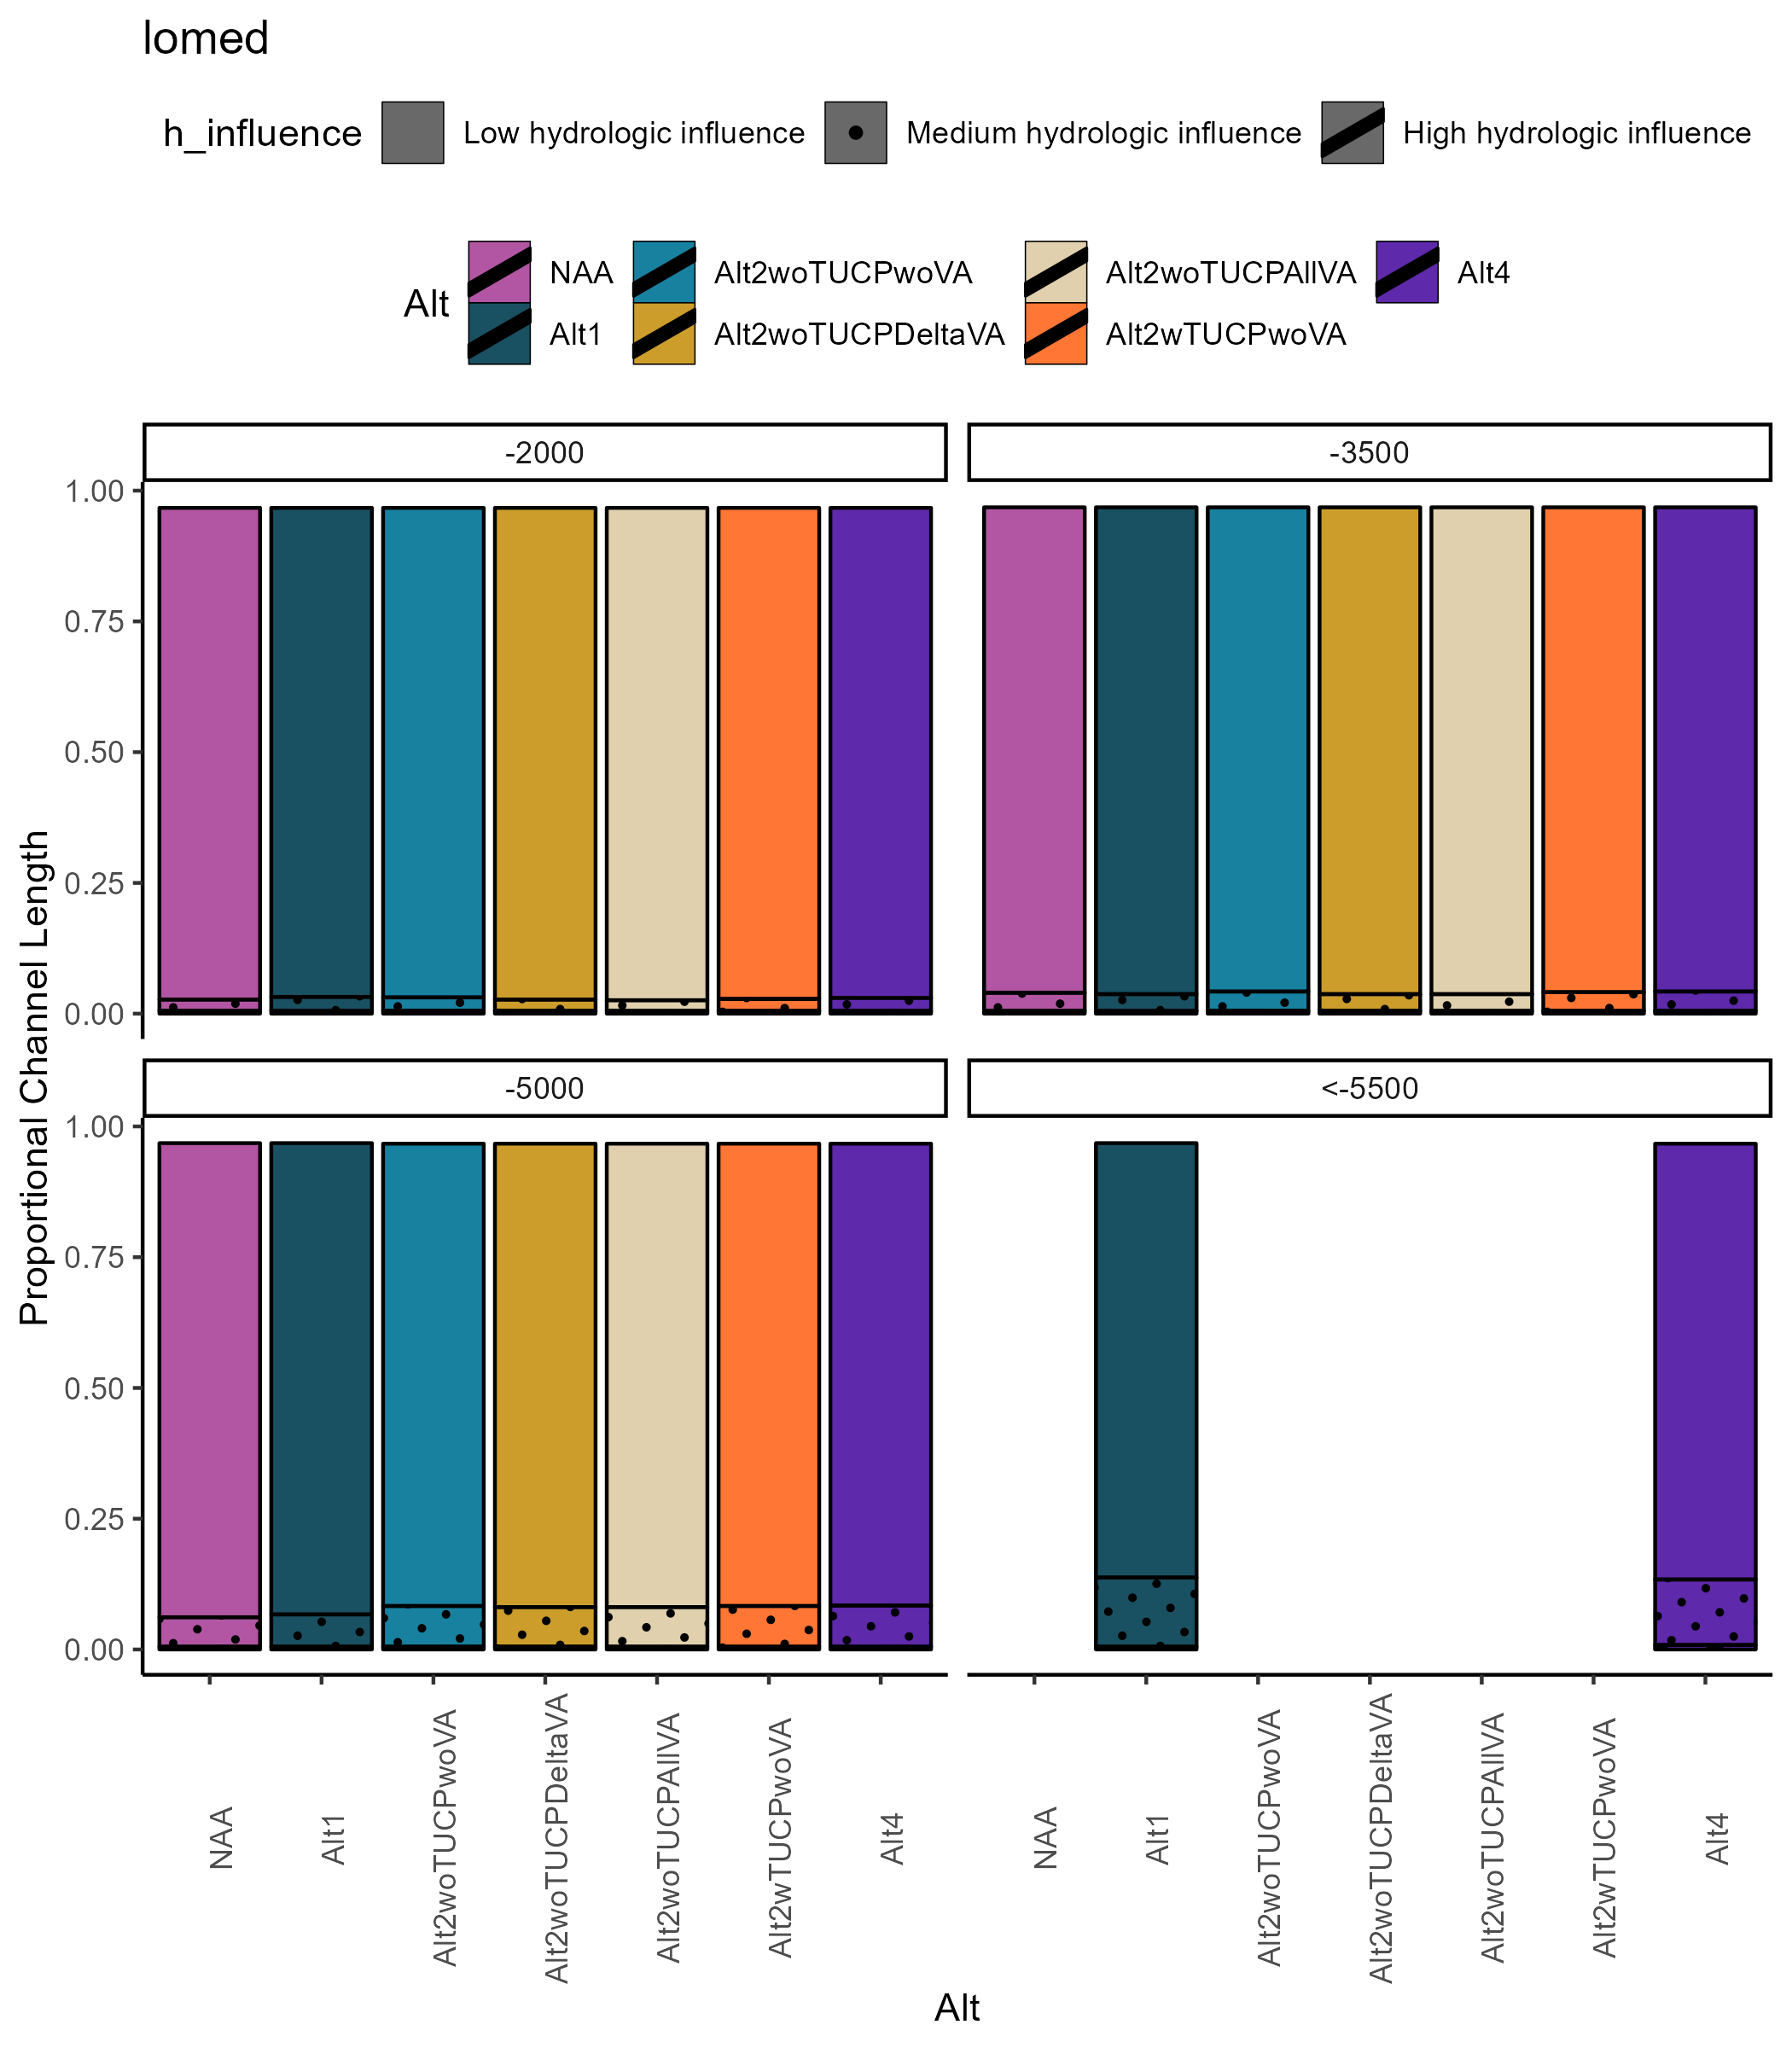 lomed
h_influence Low hydrologic influence Medium hydrologic influence High hydrologic influence
Alt NAA Alt2woTUCPwoVA Alt2woTUCPAllVA Alt4
Alt1 Alt2woTUCPDeltaVA Alt2wTUCPwoVA
-2000 -3500
1.00
0.75
0.50
0.25
0.00
Proportional Channel Length
-5000 <-5500
1.00
0.75
0.50
0.25
0.00
NAA Alt1 Alt2woTUCPwoVA Alt2woTUCPDeltaVA Alt2woTUCPAllVA Alt2wTUCPwoVA Alt4 NAA Alt1 Alt2woTUCPwoVA Alt2woTUCPDeltaVA Alt2woTUCPAllVA Alt2wTUCPwoVA Alt4
Alt